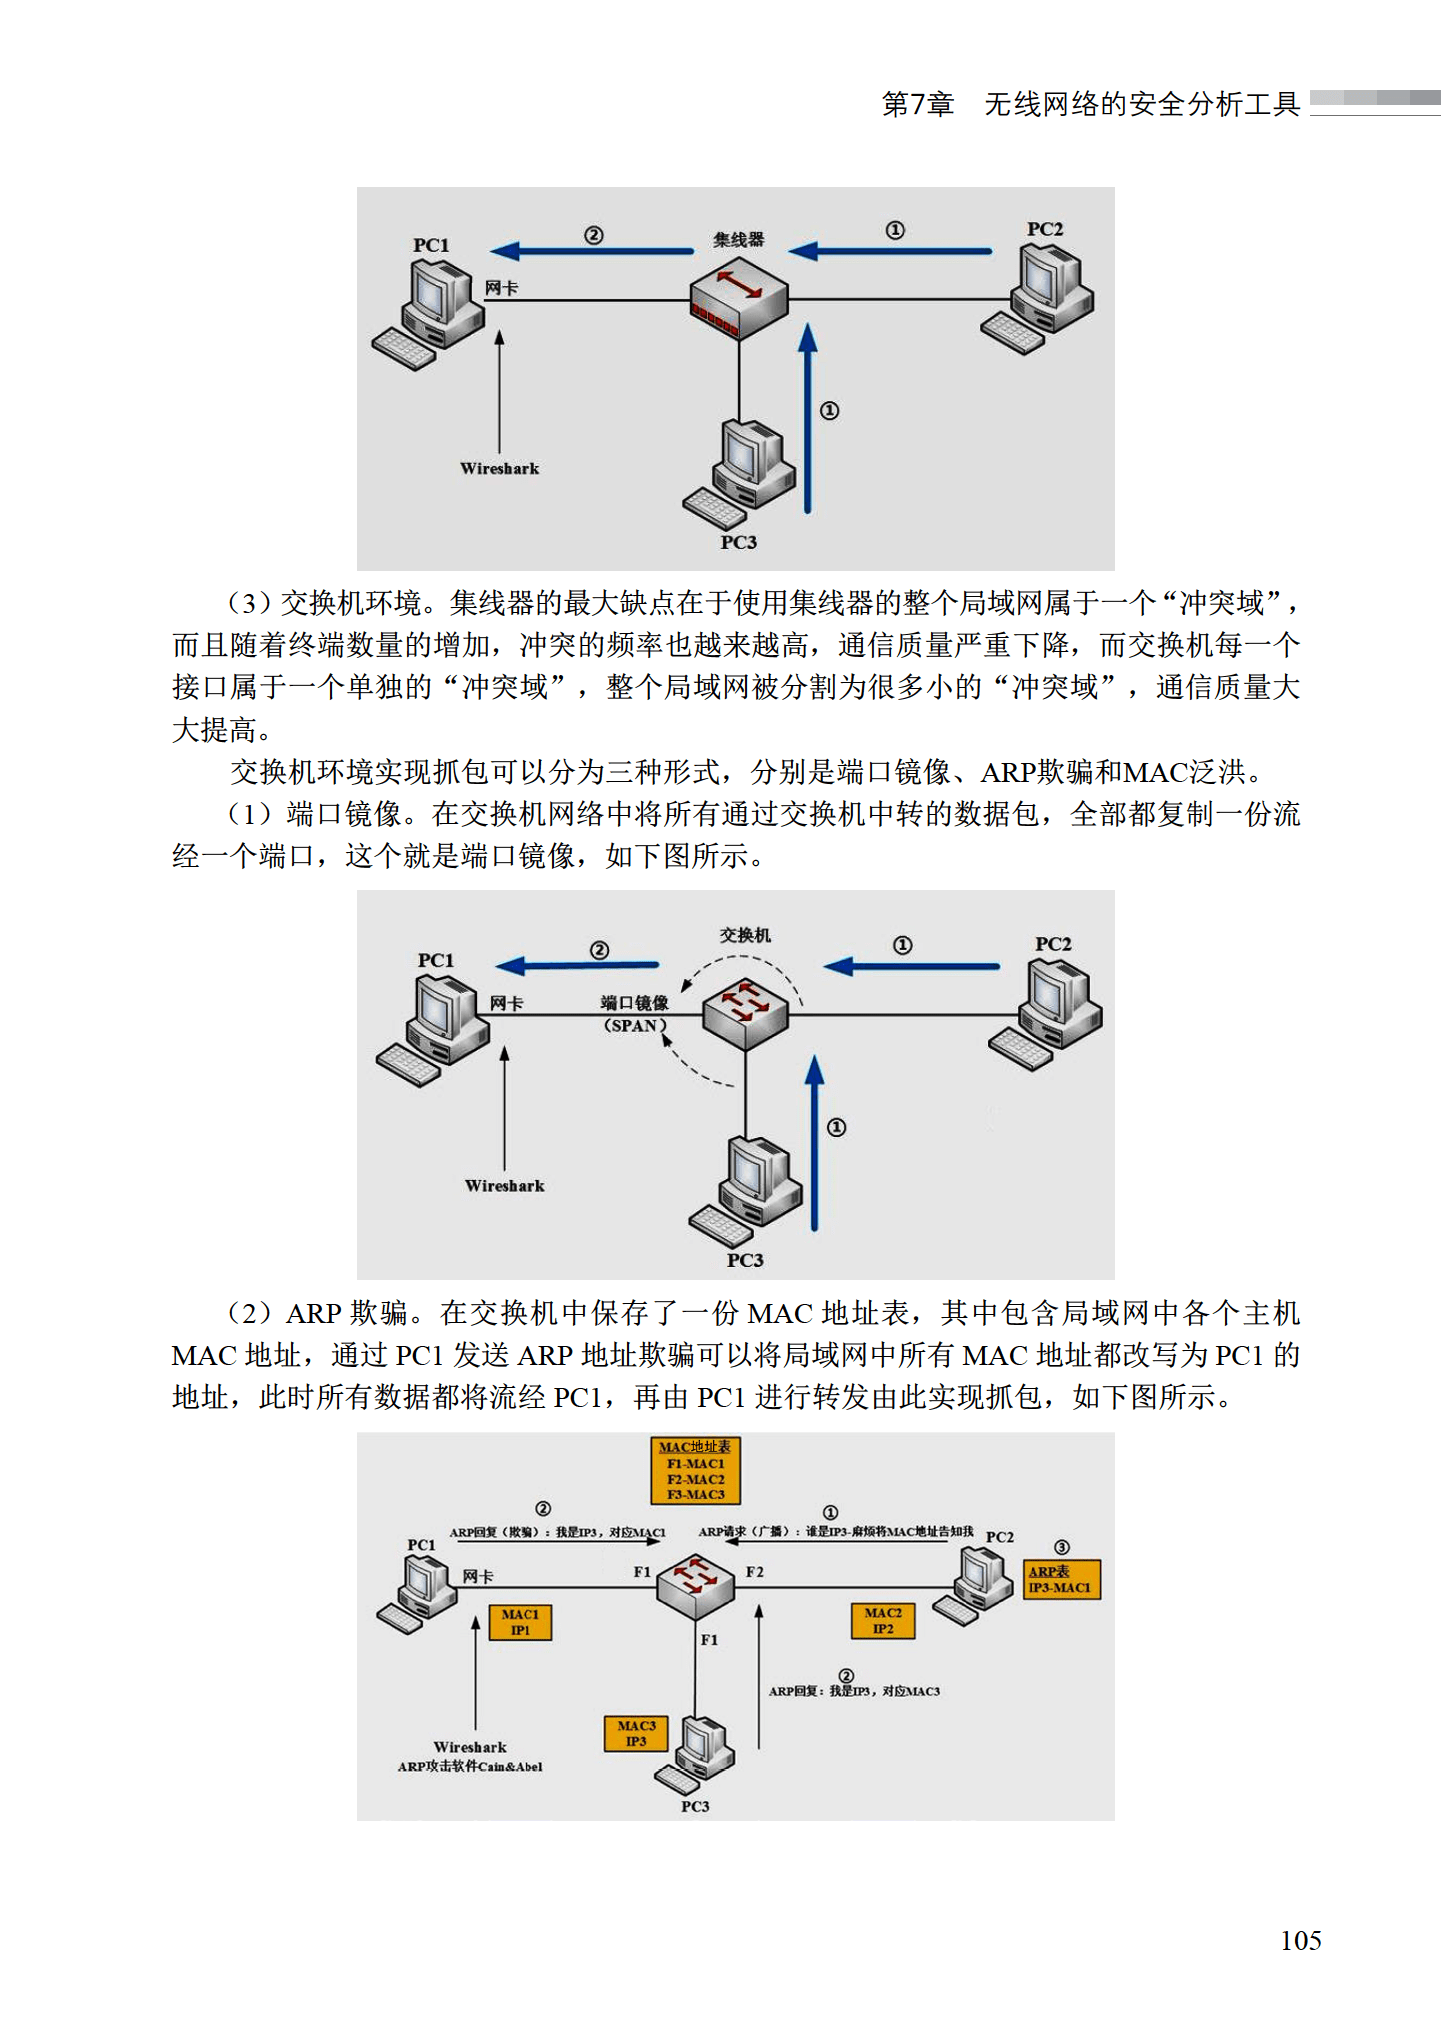 第7章　无线网络的安全分析工具
PC1
②
集线器
①
PC2
网卡
①
Wireshark
PC3
（3）交换机环境。集线器的最大缺点在于使用集线器的整个局域网属于一个“冲突域”，
而且随着终端数量的增加，冲突的频率也越来越高，通信质量严重下降，而交换机每一个
接口属于一个单独的“冲突域”，整个局域网被分割为很多小的“冲突域”，通信质量大
大提高。
交换机环境实现抓包可以分为三种形式，分别是端口镜像、ARP欺骗和MAC泛洪。
（1）端口镜像。在交换机网络中将所有通过交换机中转的数据包，全部都复制一份流
经一个端口，这个就是端口镜像，如下图所示。
交换机
PC1
②
①
PC2
网卡
端口镜像
（SPAN）
①
Wireshark
PC3
（2）ARP 欺骗。在交换机中保存了一份 MAC 地址表，其中包含局域网中各个主机
MAC 地址，通过 PC1 发送 ARP 地址欺骗可以将局域网中所有 MAC 地址都改写为 PC1 的
地址，此时所有数据都将流经 PC1，再由 PC1 进行转发由此实现抓包，如下图所示。
MAC地址表
F1-MAC1
F2-MAC2
F3-MAC3
②
ARP回复（欺骗）：我是IP3，对应MAC1
①
ARP请求（广播）：谁是IP3-麻烦将MAC地址告知我
PC1
PC2
③
ARP表
IP3-MAC1
网卡
F1
F2
MAC1
IP1
MAC2
IP2
F1
②
ARP回复：我是IP3，对应MAC3
MAC3
IP3
Wireshark
ARP攻击软件Cain&Abel
PC3
105